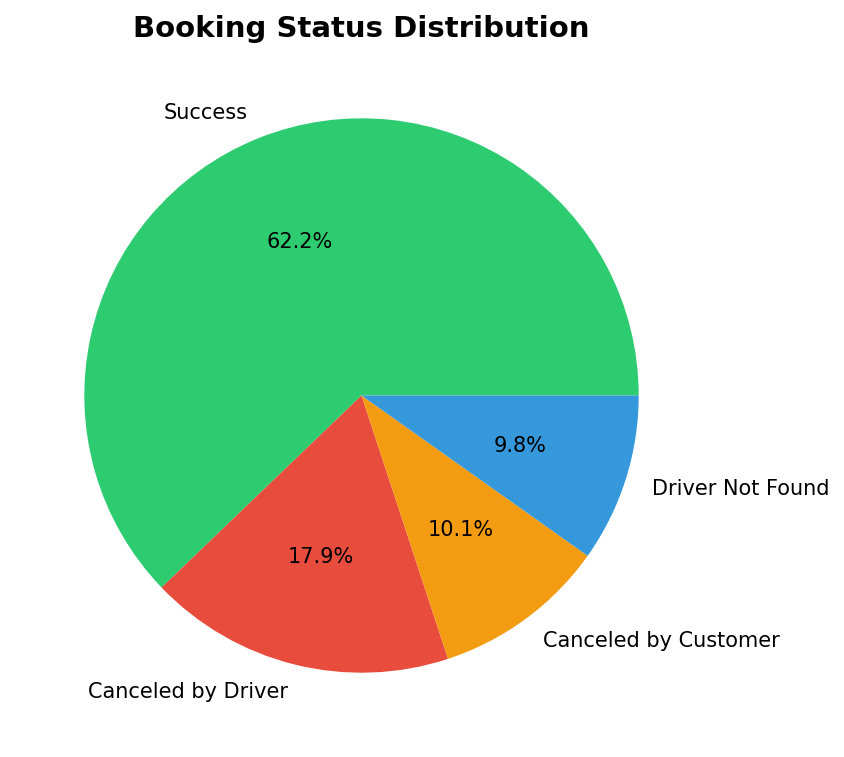 Booking Status Distribution
Success
62.2%
9.8%
Driver Not Found
10.1%
17.9%
Canceled by Customer
Canceled by Driver